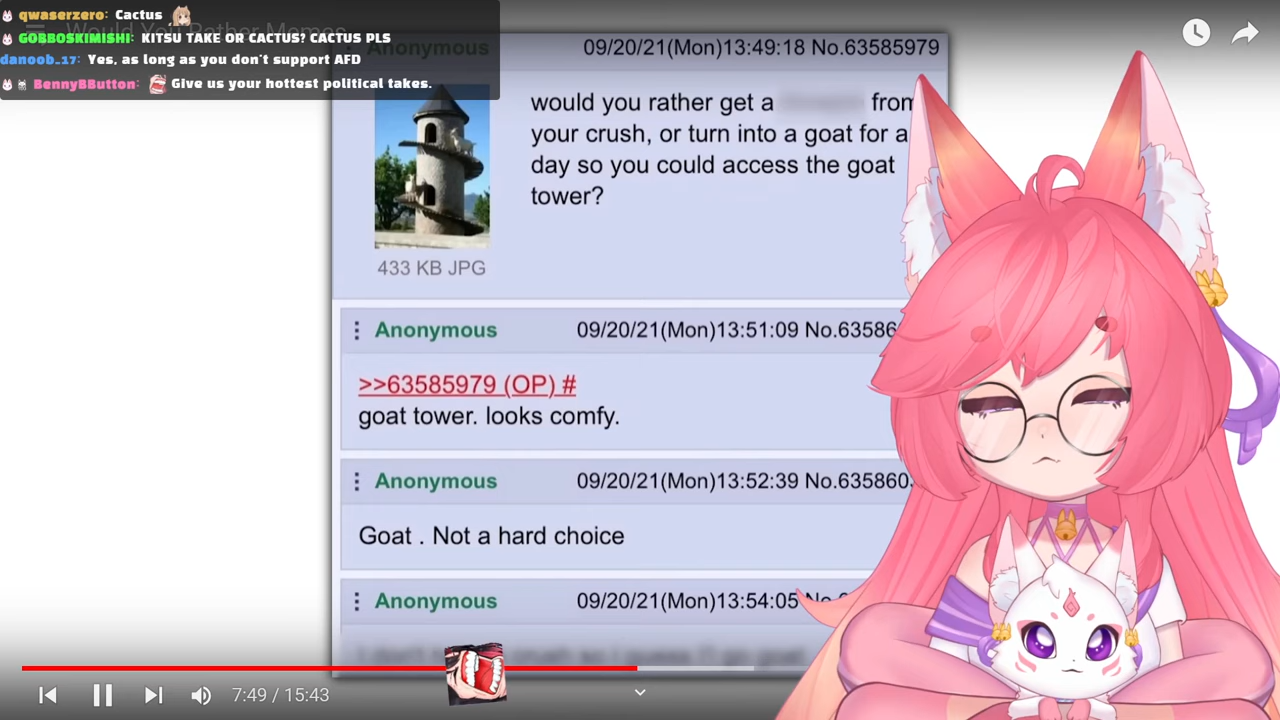 Would You Rather Memes
qwaserzero: Cactus
GOBBOSKIMISHI: KITSU TAKE OR CACTUS? CACTUS PLS
danoob_17: Yes, as long as you don't support AFD
BennyBButton: Give us your hottest political takes.
Anonymous 09/20/21(Mon)13:49:18 No.63585979
would you rather get a from
your crush, or turn into a goat for a
day so you could access the goat
tower?
433 KB JPG
Anonymous 09/20/21(Mon)13:51:09 No.63586
>>63585979 (OP) #
goat tower. looks comfy.
Anonymous 09/20/21(Mon)13:52:39 No.635860
Goat . Not a hard choice
Anonymous 09/20/21(Mon)13:54:05
7:49 / 15:43